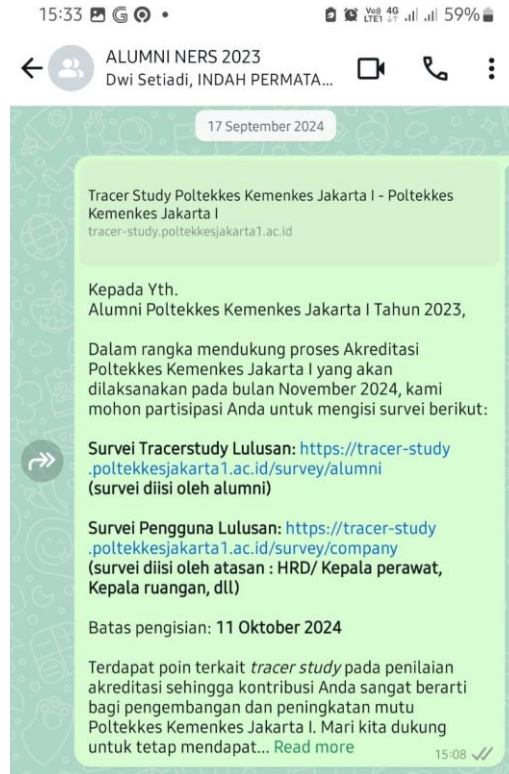 15:33 G
Voi) 4G LTE1 59%
ALUMNI NERS 2023
Dwi Setiadi, INDAH PERMATA...
17 September 2024
Tracer Study Poltekkes Kemenkes Jakarta I - Poltekkes
Kemenkes Jakarta I
tracer-study.poltekkesjakarta1.ac.id
Kepada Yth.
Alumni Poltekkes Kemenkes Jakarta I Tahun 2023,
Dalam rangka mendukung proses Akreditasi
Poltekkes Kemenkes Jakarta I yang akan
dilaksanakan pada bulan November 2024, kami
mohon partisipasi Anda untuk mengisi survei berikut:
Survei Tracerstudy Lulusan: https://tracer-study
.poltekkesjakarta1.ac.id/survey/alumni
(survei diisi oleh alumni)
Survei Pengguna Lulusan: https://tracer-study
.poltekkesjakarta1.ac.id/survey/company
(survei diisi oleh atasan : HRD/ Kepala perawat,
Kepala ruangan, dll)
Batas pengisian: 11 Oktober 2024
Terdapat poin terkait tracer study pada penilaian
akreditasi sehingga kontribusi Anda sangat berarti
bagi pengembangan dan peningkatan mutu
Poltekkes Kemenkes Jakarta I. Mari kita dukung
untuk tetap mendapat... Read more
15:08